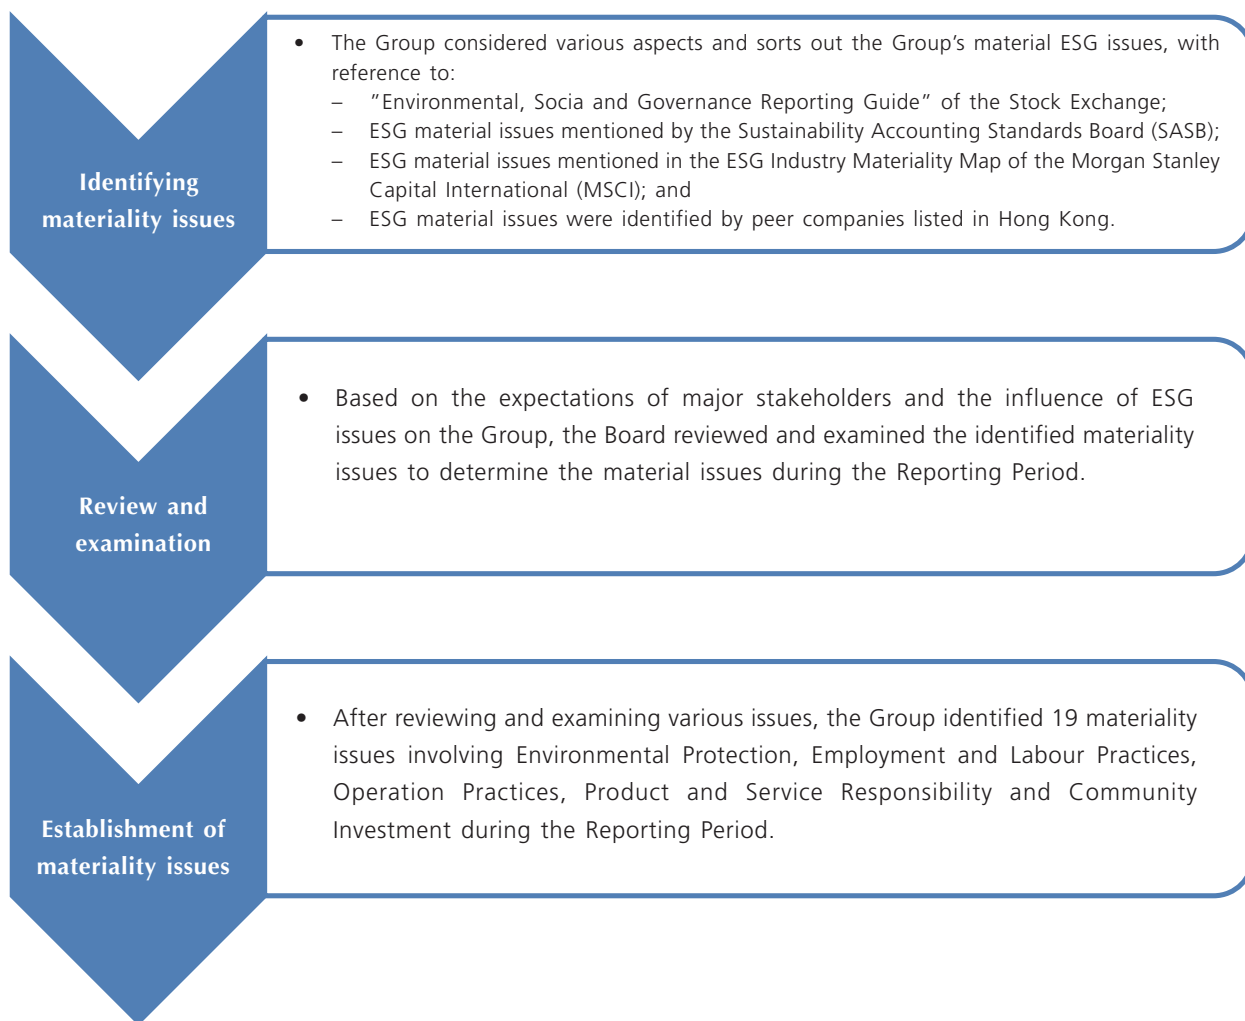 Identifying
materiality issues
• The Group considered various aspects and sorts out the Group's material ESG issues, with
reference to:
– "Environmental, Socia and Governance Reporting Guide" of the Stock Exchange;
– ESG material issues mentioned by the Sustainability Accounting Standards Board (SASB);
– ESG material issues mentioned in the ESG Industry Materiality Map of the Morgan Stanley
Capital International (MSCI); and
– ESG material issues were identified by peer companies listed in Hong Kong.
Review and
examination
• Based on the expectations of major stakeholders and the influence of ESG
issues on the Group, the Board reviewed and examined the identified materiality
issues to determine the material issues during the Reporting Period.
Establishment of
materiality issues
• After reviewing and examining various issues, the Group identified 19 materiality
issues involving Environmental Protection, Employment and Labour Practices,
Operation Practices, Product and Service Responsibility and Community
Investment during the Reporting Period.